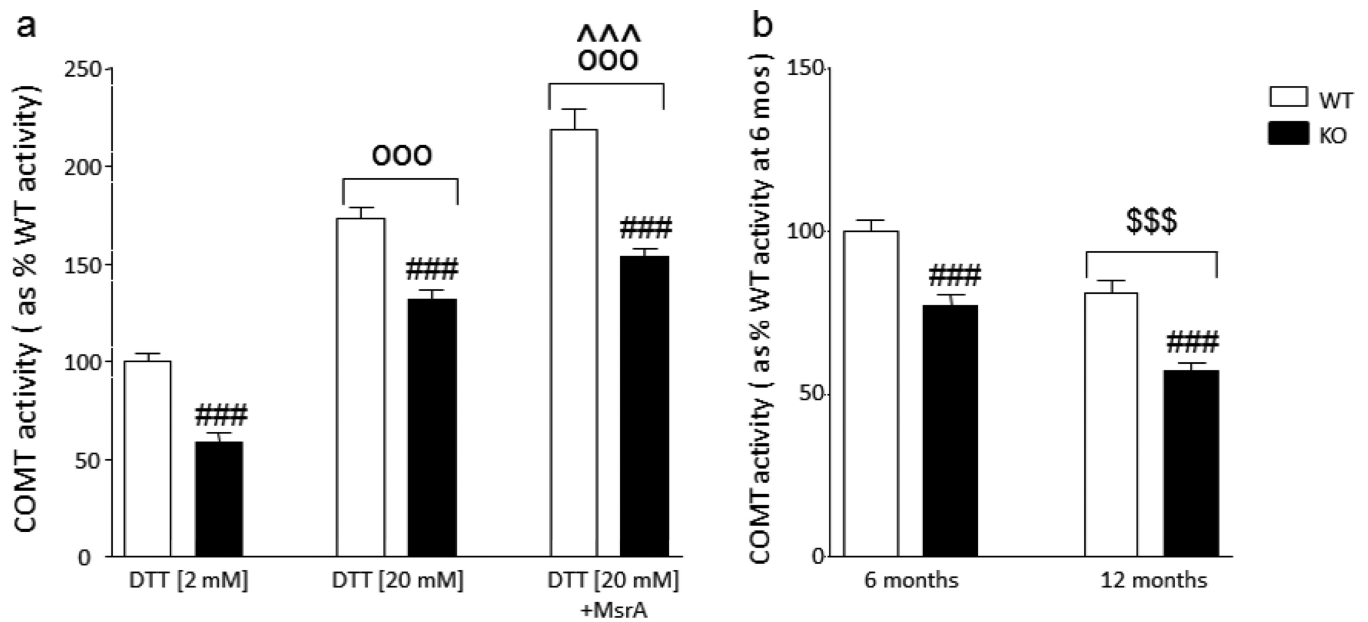 a
COMT activity ( as % WT activity)
250
200
150
100
50
0
###
ooo
###
^^^
ooo
###
DTT [2 mM]
DTT [20 mM]
DTT [20 mM]
+MsrA
b
COMT activity ( as % WT activity at 6 mos)
150
100
50
0
###
$$$
###
6 months
12 months
WT
KO